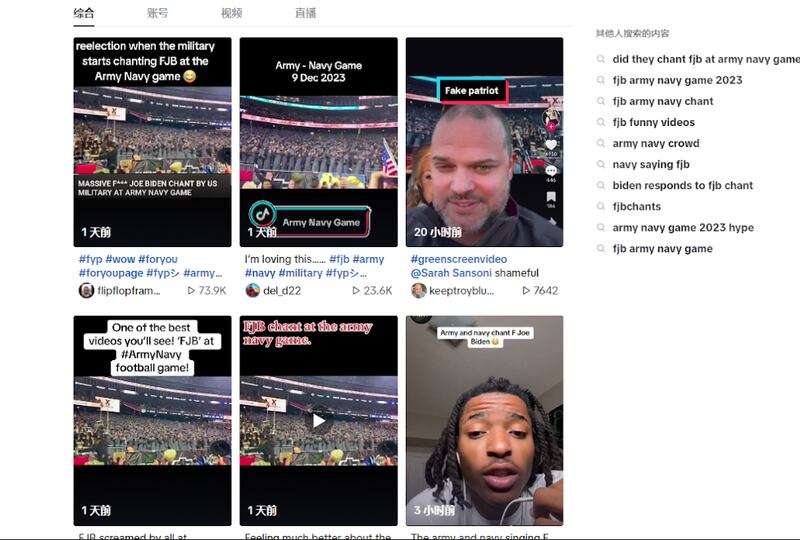 综合 账号 视频 直播
reelection when the military
starts chanting FJB at the
Army Navy game 😂
MASSIVE F*** JOE BIDEN CHANT BY US
MILITARY AT ARMY NAVY GAME
1天前
Army - Navy Game
9 Dec 2023
Army Navy Game
1天前
Fake patriot
446
186
20小时前
#fyp #wow #foryou
#foryoupage #fypシ #army...
flipflopfram... 73.9K
I'm loving this...... #fjb #army
#navy #military #fypシ...
del_d22 23.6K
#greenscreenvideo
@Sarah Sansoni shameful
keeptroyblu... 7642
One of the best
videos you'll see! 'FJB' at
#ArmyNavy
football game!
1天前
FJB chant at the army
navy game.
1天前
Army and navy chant F Joe
Biden 😳
3小时前
FJB screamed by all at
Feeling much better about the
The army and navy singing F
其他人搜索的内容
did they chant fjb at army navy game
fjb army navy game 2023
fjb army navy chant
fjb funny videos
army navy crowd
navy saying fjb
biden responds to fjb chant
fjbchants
army navy game 2023 hype
fjb army navy game